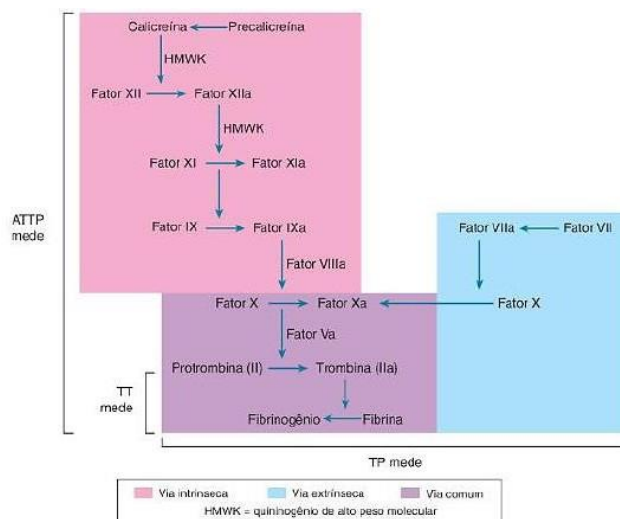 Calicreína Precalicreína
HMWK
Fator XII Fator XIIa
HMWK
Fator XI Fator XIa
ATTP
mede
Fator IX Fator IXa
Fator VIIa Fator VII
Fator VIIIa
Fator X Fator Xa Fator X
Fator Va
Protrombina (II) Trombina (IIa)
TT
mede
Fibrinogênio Fibrina
TP mede
Via intrínseca Via extrínseca Via comum
HMWK = quininogênio de alto peso molecular